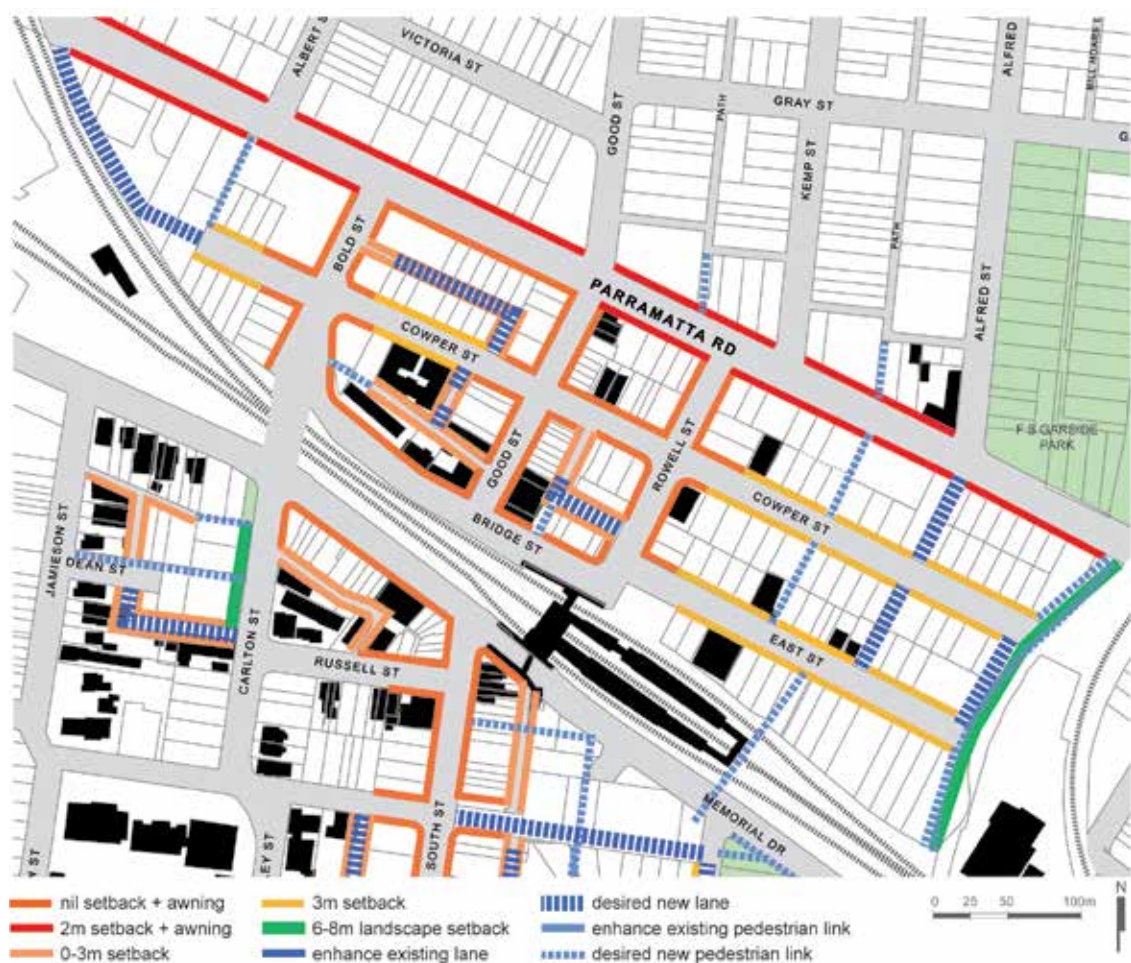 ALBERT S
VICTORIA ST
GOOD ST
PATH
GRAY ST
KEMP ST
PATH
ALFRED
ALFRED ST
F S GARSIDE
PARK
BOLD ST
PARRAMATTA RD
COWPER ST
GOOD ST
ROWELL ST
COWPER ST
BRIDGE ST
EAST ST
JAMIESON ST
DEAN ST
CARLTON ST
RUSSELL ST
SOUTH ST
MEMORIAL DR
EY ST
Y ST
nil setback + awning
2m setback + awning
0-3m setback
3m setback
6-8m landscape setback
enhance existing lane
desired new lane
enhance existing pedestrian link
desired new pedestrian link
0 25 50 100m
N